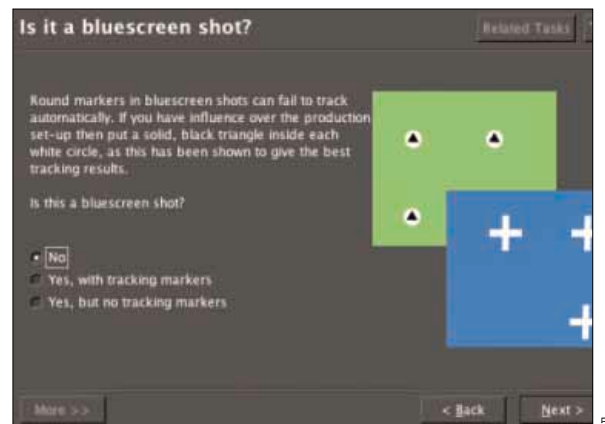 Is it a bluescreen shot?
Related Tasks
Round markers in bluescreen shots can fail to track
automatically. If you have influence over the production
set-up then put a solid, black triangle inside each
white circle, as this has been shown to give the best
tracking results.
Is this a bluescreen shot?
No
Yes, with tracking markers
Yes, but no tracking markers
More >>
< Back
Next >